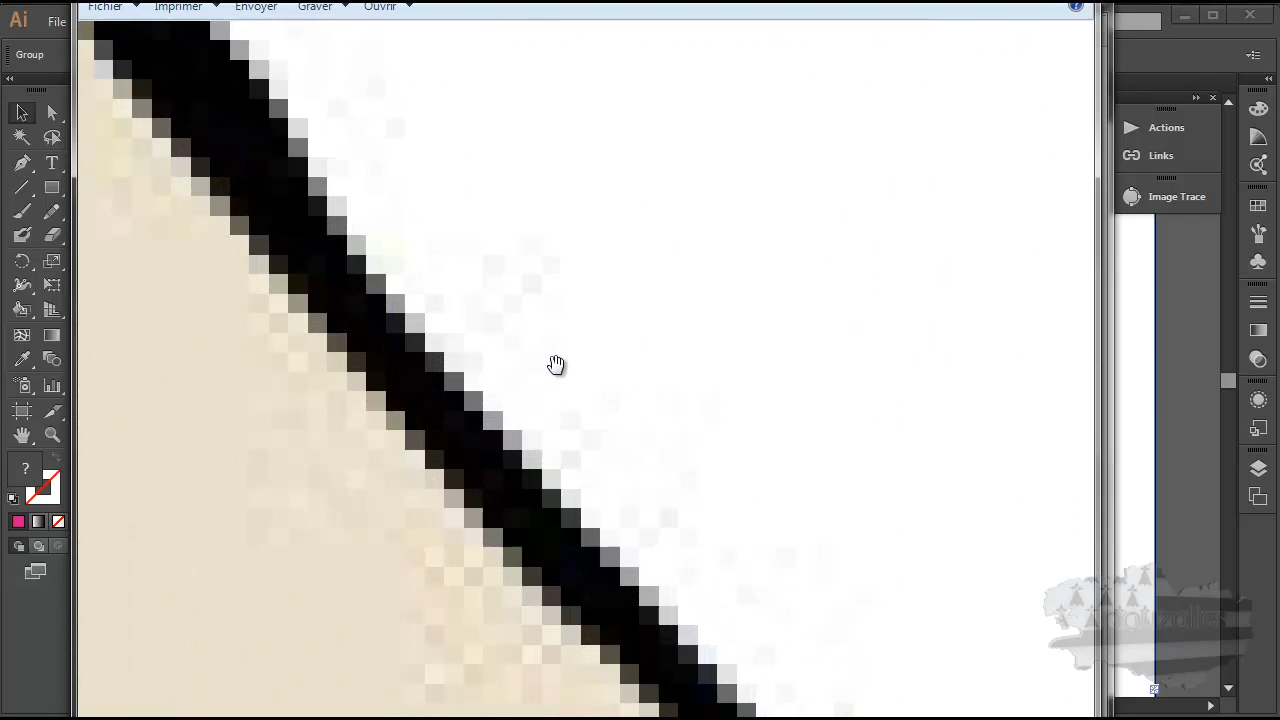 Fichier Imprimer Envoyer Graver Ouvrir
Ai File
Group
Actions
Links
Image Trace
T
?